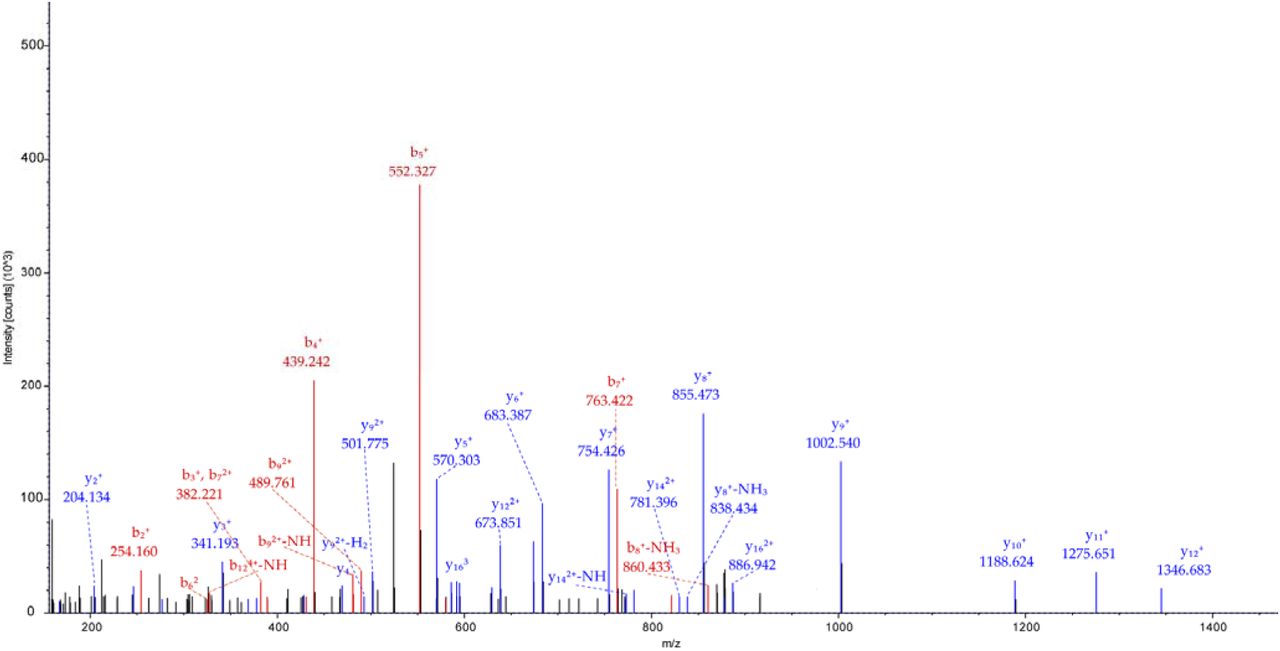 Intensity [counts] (10^3)
500
400
300
200
100
0
b₅⁺
552.327
b₄⁺
439.242
b₇⁺
763.422
y₈⁺
855.473
y₆⁺
683.387
y₉²⁺
501.775
y₅⁺
570.303
y₇⁺
754.426
y₉⁺
1002.540
y₂⁺
204.134
b₃⁺, b₇²⁺
382.221
b₉²⁺
489.761
y₁₂²⁺
673.851
y₁₄²⁺
781.396
y₈⁺-NH₃
838.434
b₂⁺
254.160
y₃⁺
341.193
b₉²⁺-NH
y₉²⁺-H₂
b₈⁺-NH₃
860.433
y₁₆²⁺
886.942
y₁₀⁺
1188.624
y₁₁⁺
1275.651
y₁₂⁺
1346.683
b₆²
b₁₂⁴⁺-NH
y₄
y₁₆³
y₁₄²⁺-NH
200
400
600
800
1000
1200
1400
m/z